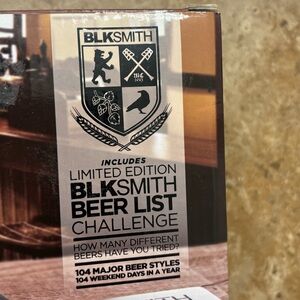 BLKSMITH
INCLUDES
LIMITED EDITION
BLKSMITH
BEER LIST
CHALLENGE
HOW MANY DIFFERENT
BEERS HAVE YOU TRIED?
104 MAJOR BEER STYLES
104 WEEKEND DAYS IN A YEAR